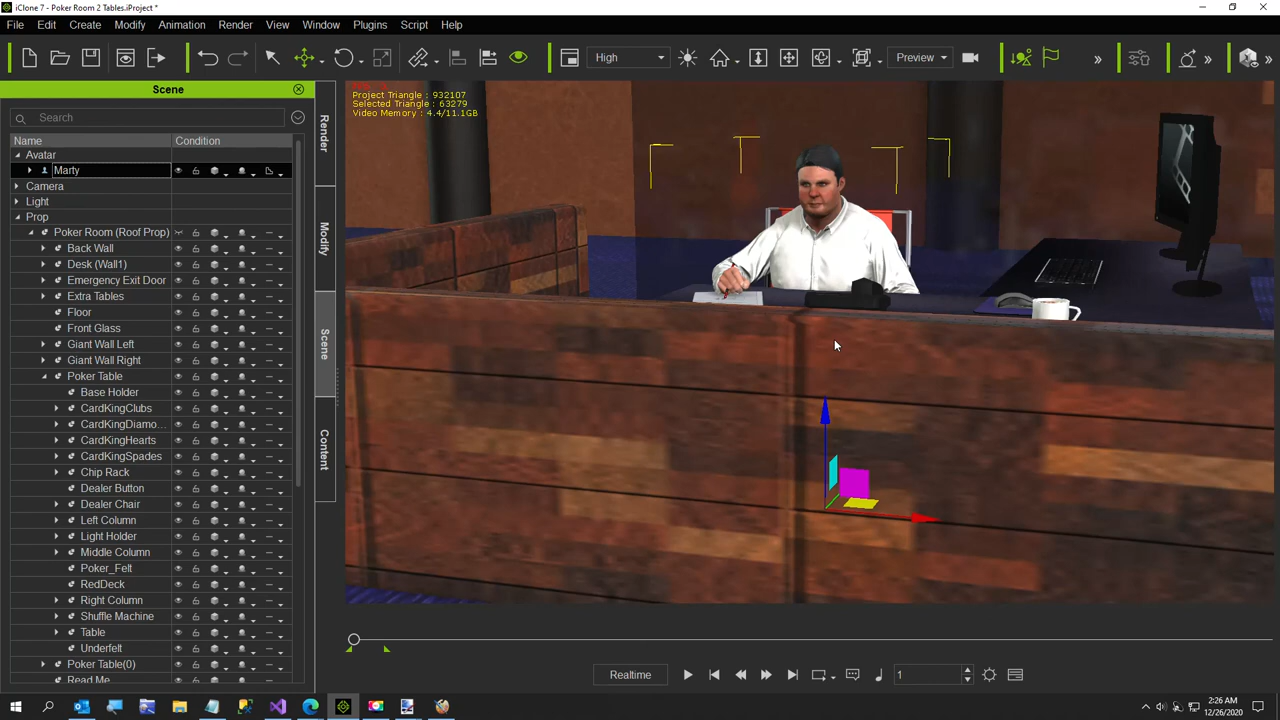 iClone 7 - Poker Room 2 Tables.iProject *
File Edit Create Modify Animation Render View Window Plugins Script Help
High
Preview
»
»
»
Scene
Search
Name Condition
Avatar
Marty
Camera
Light
Prop
Poker Room (Roof Prop)
Back Wall
Desk (Wall1)
Emergency Exit Door
Extra Tables
Floor
Front Glass
Giant Wall Left
Giant Wall Right
Poker Table
Base Holder
CardKingClubs
CardKingDiamo...
CardKingHearts
CardKingSpades
Chip Rack
Dealer Button
Dealer Chair
Left Column
Light Holder
Middle Column
Poker_Felt
RedDeck
Right Column
Shuffle Machine
Table
Underfelt
Poker Table(0)
Read Me
Render
Modify
Scene
Content
Project Triangle : 932107
Selected Triangle : 63279
Video Memory : 4.4/11.1GB
Realtime
1
2:26 AM
12/26/2020